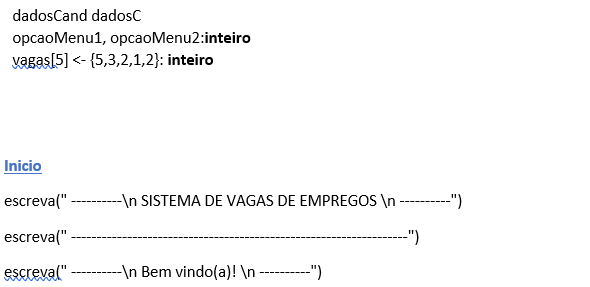 dadosCand dadosC
opcaoMenu1, opcaoMenu2:inteiro
vagas[5] <- {5,3,2,1,2}: inteiro
Inicio
escreva(" ----------\n SISTEMA DE VAGAS DE EMPREGOS \n ----------")
escreva(" ------------------------------------------------------------------")
escreva(" ----------\n Bem vindo(a)! \n ----------")